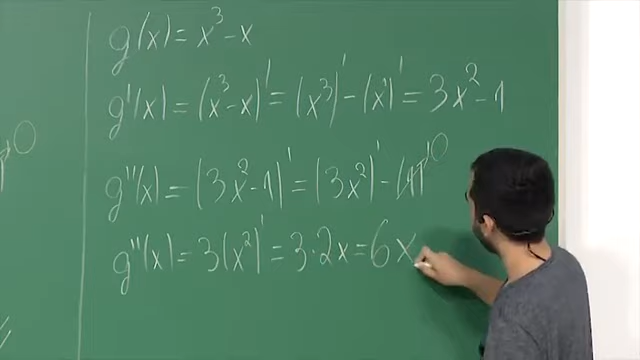 g(x) = x³ - x
g'(x) = (x³ - x)' = (x³)' - (x)' = 3x² - 1
g''(x) = (3x² - 1)' = (3x²)' - (1)' 0
g''(x) = 3(x²)' = 3·2x = 6x